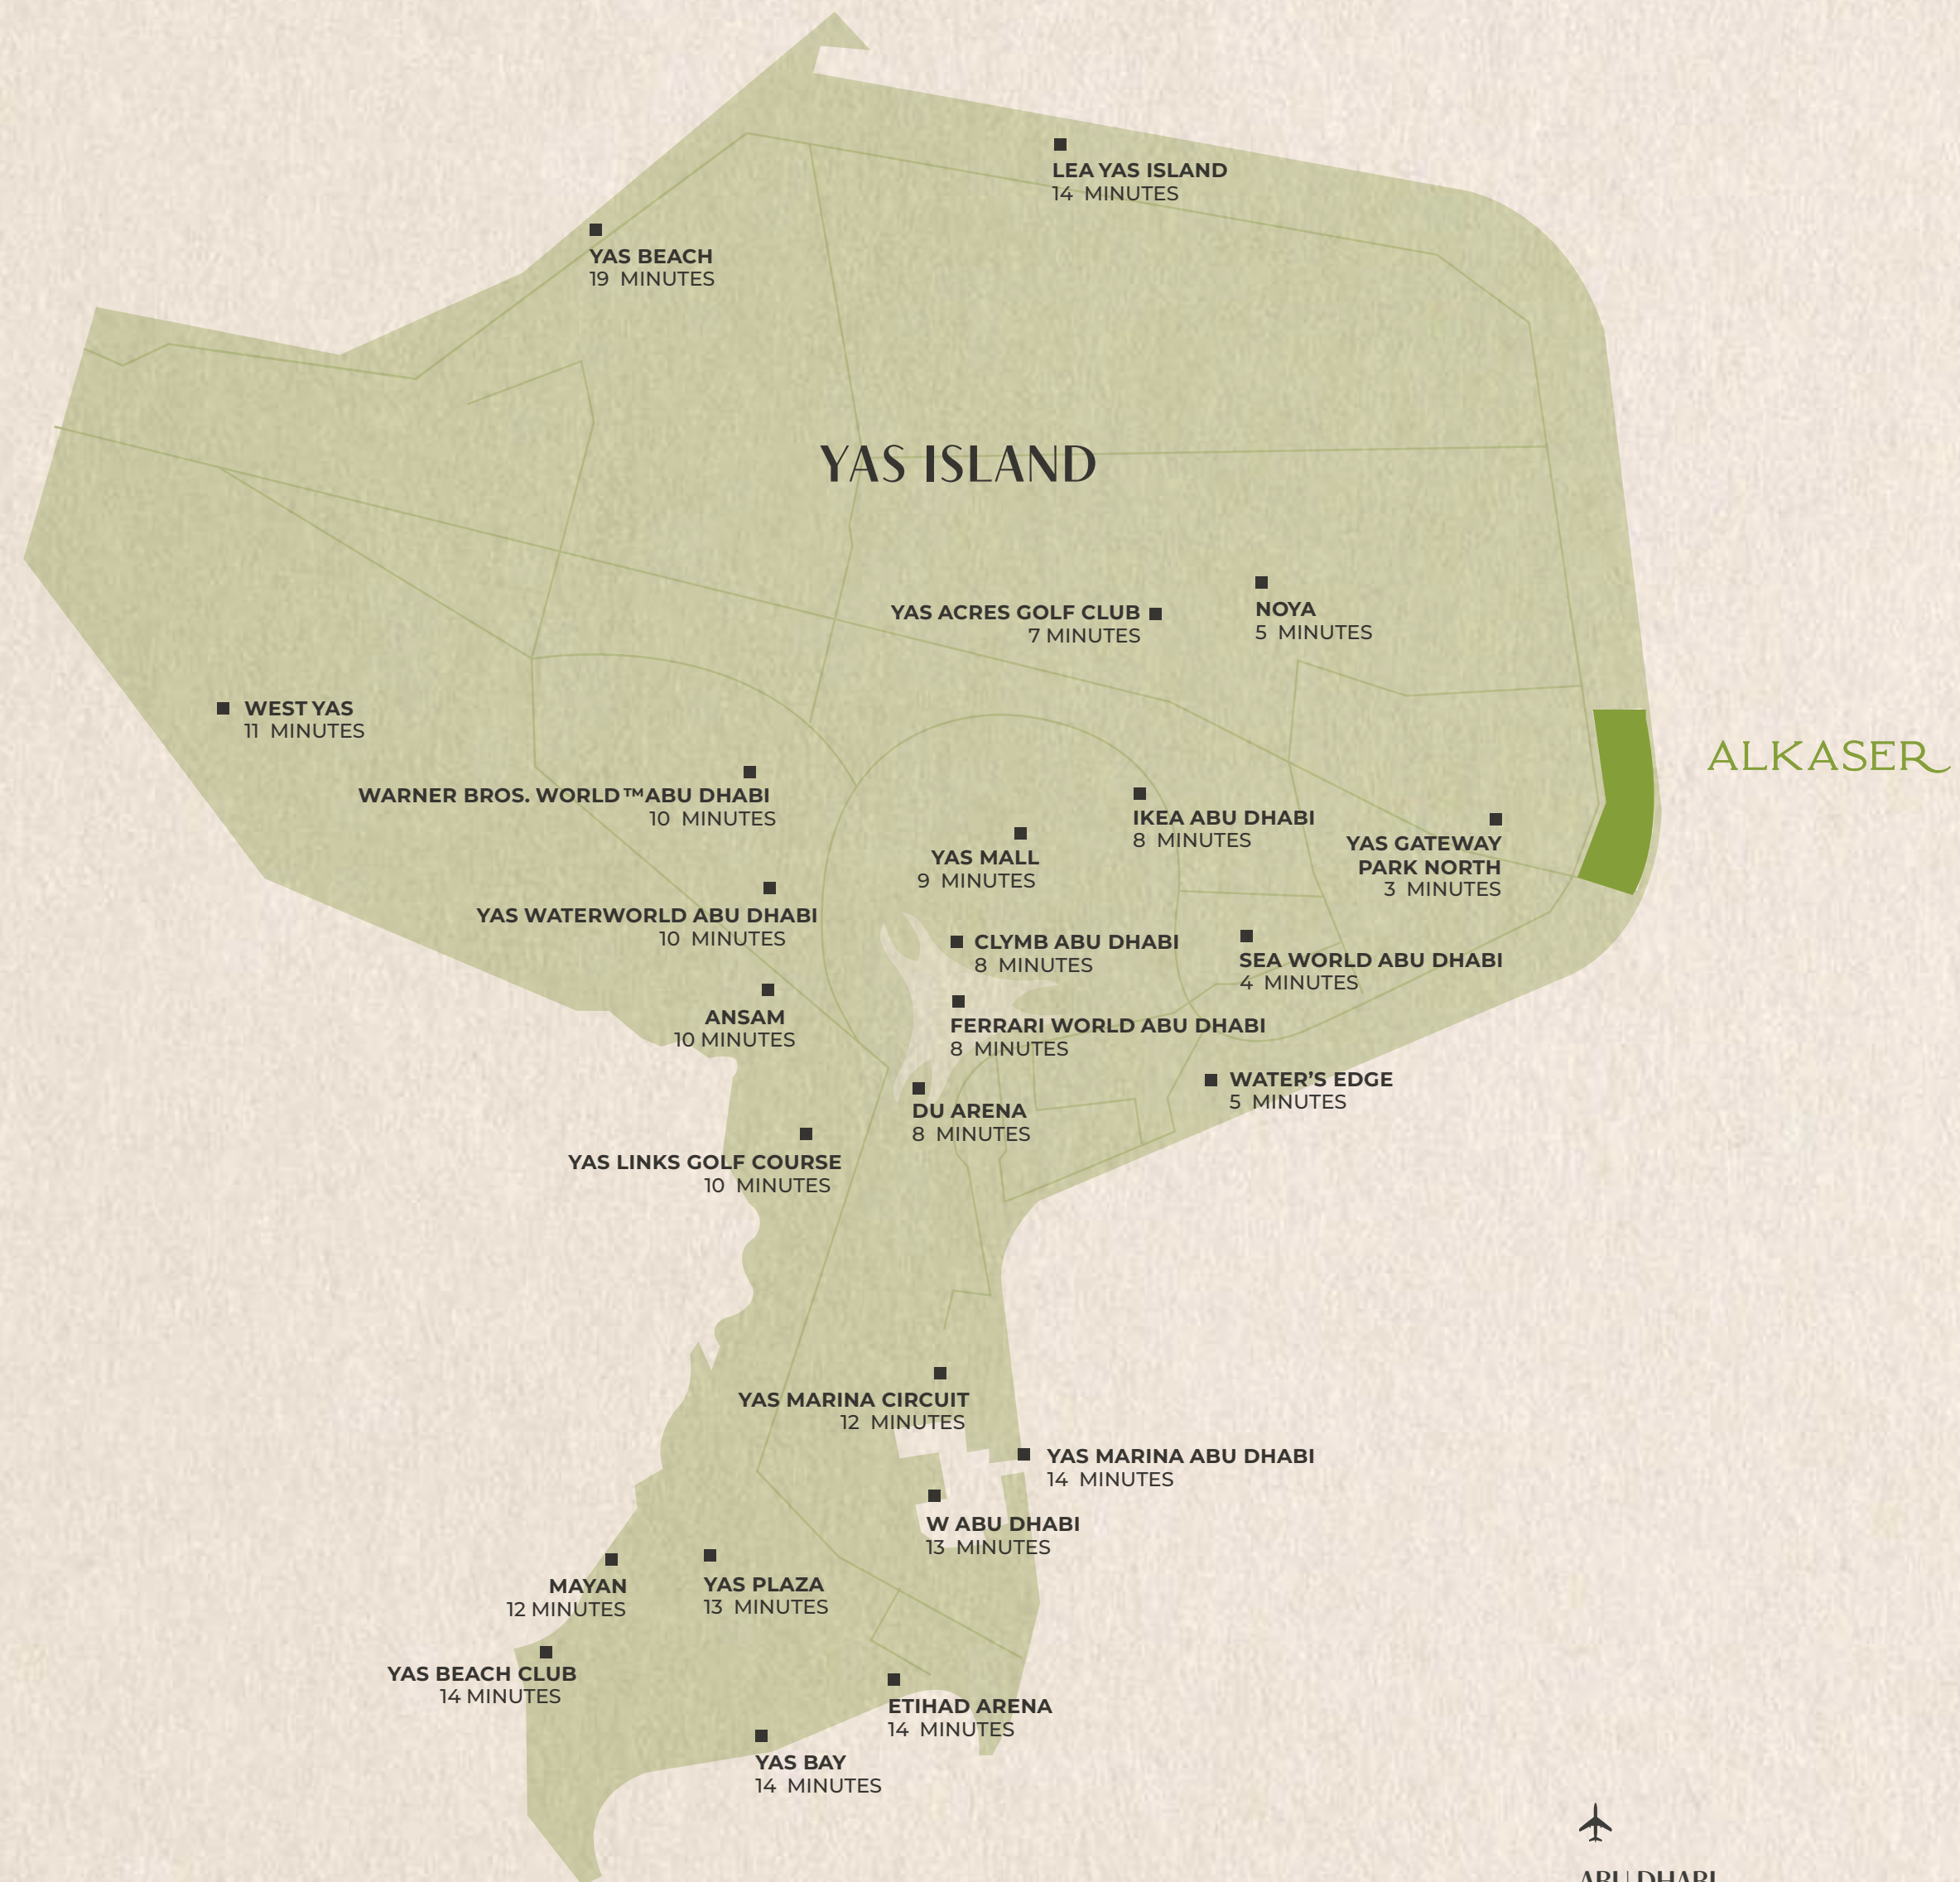 LEA YAS ISLAND
14 MINUTES
YAS BEACH
19 MINUTES
YAS ISLAND
YAS ACRES GOLF CLUB
7 MINUTES
NOYA
5 MINUTES
WEST YAS
11 MINUTES
ALKASER
WARNER BROS. WORLD™ABU DHABI
10 MINUTES
IKEA ABU DHABI
8 MINUTES
YAS GATEWAY
PARK NORTH
3 MINUTES
YAS MALL
9 MINUTES
YAS WATERWORLD ABU DHABI
10 MINUTES
CLYMB ABU DHABI
8 MINUTES
SEA WORLD ABU DHABI
4 MINUTES
ANSAM
10 MINUTES
FERRARI WORLD ABU DHABI
8 MINUTES
WATER’S EDGE
5 MINUTES
DU ARENA
8 MINUTES
YAS LINKS GOLF COURSE
10 MINUTES
YAS MARINA CIRCUIT
12 MINUTES
YAS MARINA ABU DHABI
14 MINUTES
W ABU DHABI
13 MINUTES
MAYAN
12 MINUTES
YAS PLAZA
13 MINUTES
YAS BEACH CLUB
14 MINUTES
ETIHAD ARENA
14 MINUTES
YAS BAY
14 MINUTES
ABU DHABI